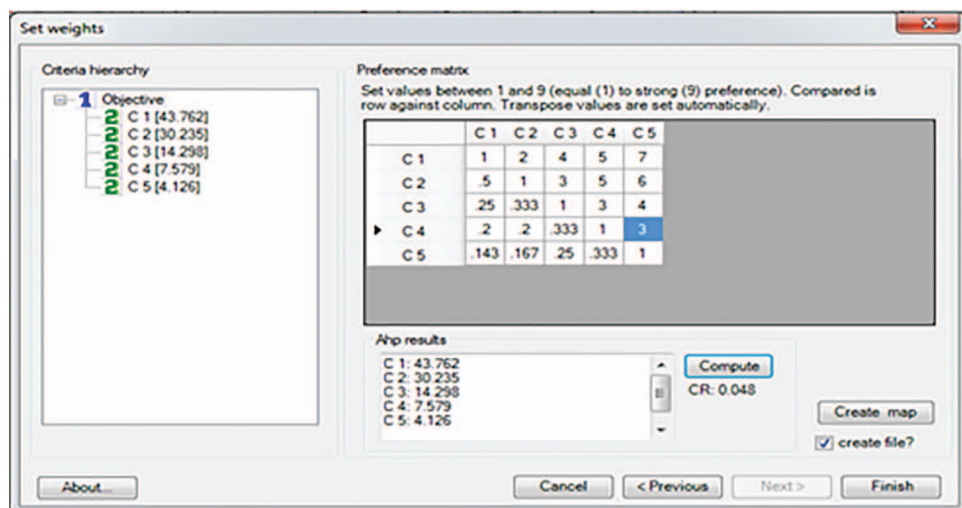 Set weights
Criteria hierarchy
1 Objective
2 C 1 [43.762]
2 C 2 [30.235]
2 C 3 [14.298]
2 C 4 [7.579]
2 C 5 [4.126]
Preference matrix
Set values between 1 and 9 (equal (1) to strong (9) preference). Compared is
row against column. Transpose values are set automatically.
C 1 C 2 C 3 C 4 C 5
C 1 1 2 4 5 7
C 2 .5 1 3 5 6
C 3 .25 .333 1 3 4
C 4 .2 .2 .333 1 3
C 5 .143 .167 .25 .333 1
Ahp results
C 1: 43.762
C 2: 30.235
C 3: 14.298
C 4: 7.579
C 5: 4.126
Compute
CR: 0.048
Create map
create file?
About...
Cancel
< Previous
Next >
Finish